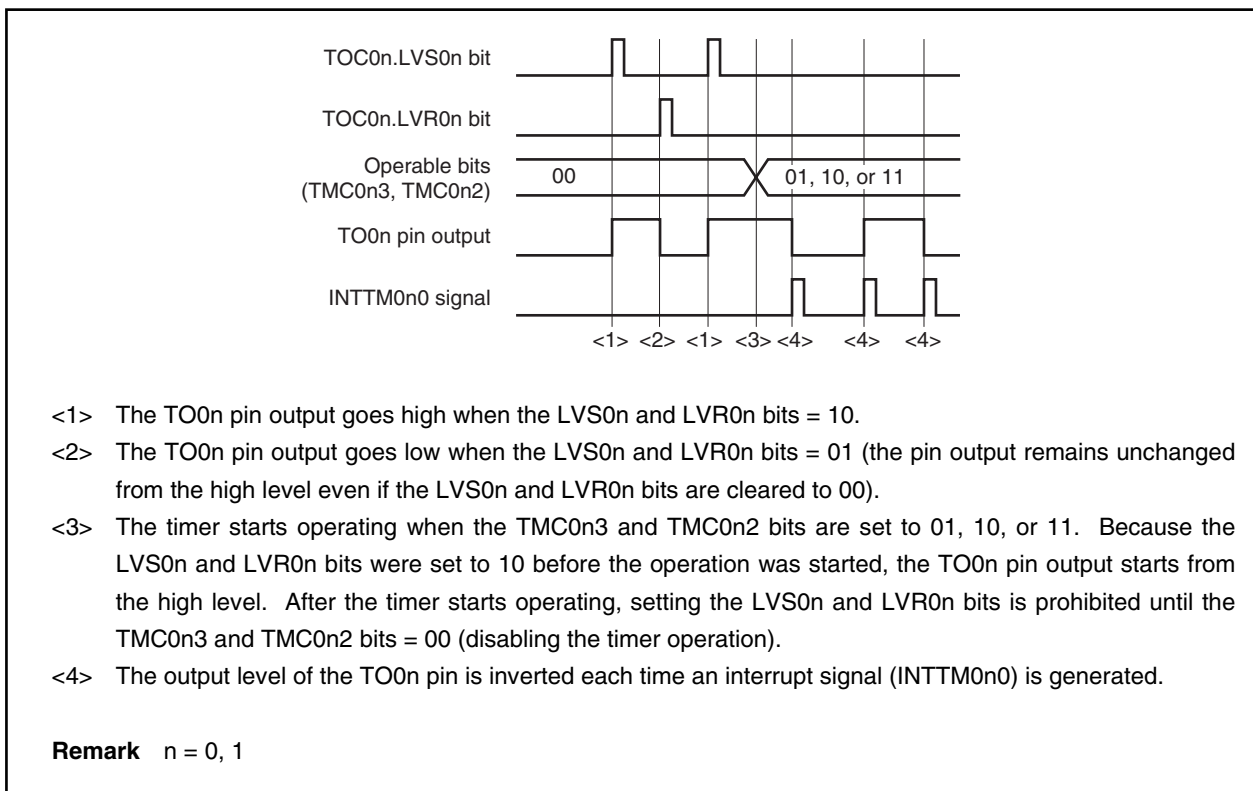 TOC0n.LVS0n bit
TOC0n.LVR0n bit
Operable bits
(TMC0n3, TMC0n2)
00
01, 10, or 11
TO0n pin output
INTTM0n0 signal
<1> <2> <1> <3> <4> <4> <4>
<1> The TO0n pin output goes high when the LVS0n and LVR0n bits = 10.
<2> The TO0n pin output goes low when the LVS0n and LVR0n bits = 01 (the pin output remains unchanged
from the high level even if the LVS0n and LVR0n bits are cleared to 00).
<3> The timer starts operating when the TMC0n3 and TMC0n2 bits are set to 01, 10, or 11. Because the
LVS0n and LVR0n bits were set to 10 before the operation was started, the TO0n pin output starts from
the high level. After the timer starts operating, setting the LVS0n and LVR0n bits is prohibited until the
TMC0n3 and TMC0n2 bits = 00 (disabling the timer operation).
<4> The output level of the TO0n pin is inverted each time an interrupt signal (INTTM0n0) is generated.
Remark n = 0, 1